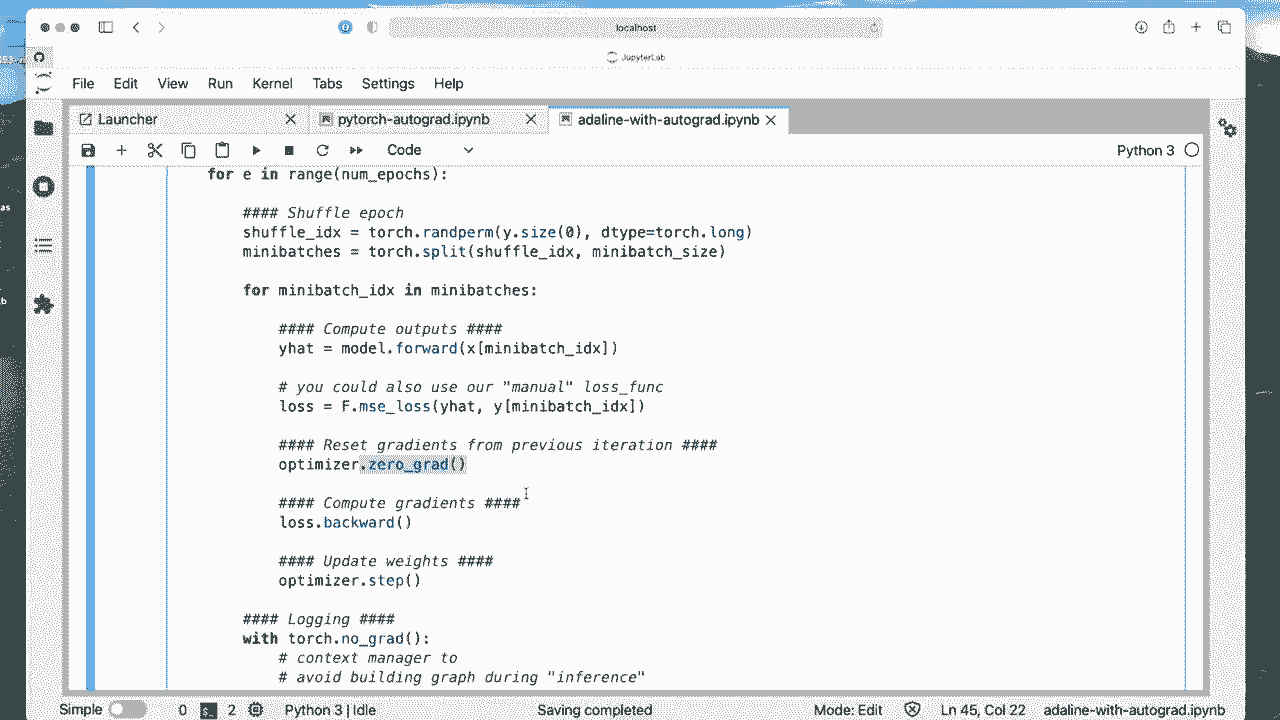 localhost
JupyterLab
File Edit View Run Kernel Tabs Settings Help
Launcher pytorch-autograd.ipynb adaline-with-autograd.ipynb
Code Python 3
for e in range(num_epochs):
#### Shuffle epoch
shuffle_idx = torch.randperm(y.size(0), dtype=torch.long)
minibatches = torch.split(shuffle_idx, minibatch_size)
for minibatch_idx in minibatches:
#### Compute outputs ####
yhat = model.forward(x[minibatch_idx])
# you could also use our "manual" loss_func
loss = F.mse_loss(yhat, y[minibatch_idx])
#### Reset gradients from previous iteration ####
optimizer.zero_grad()
#### Compute gradients ####
loss.backward()
#### Update weights ####
optimizer.step()
#### Logging ####
with torch.no_grad():
# context manager to
# avoid building graph during "inference"
Simple 0 2 Python 3 | Idle Saving completed Mode: Edit Ln 45, Col 22 adaline-with-autograd.ipynb